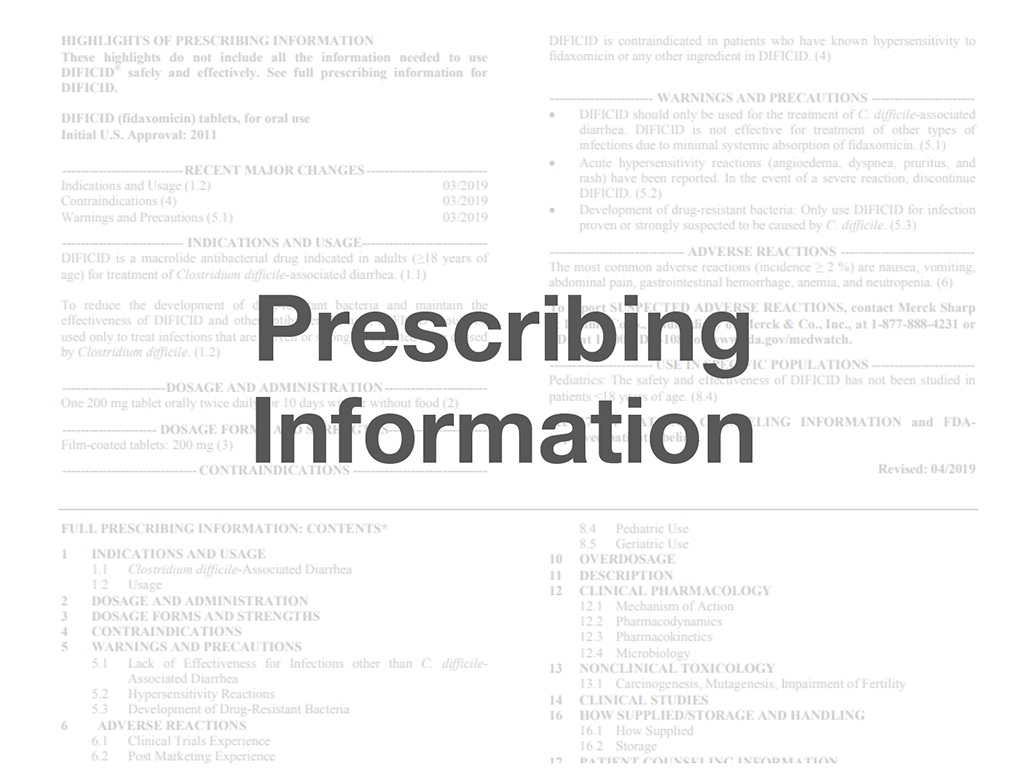 HIGHLIGHTS OF PRESCRIBING INFORMATION
These highlights do not include all the information needed to use
DIFICID® safely and effectively. See full prescribing information for
DIFICID.
DIFICID (fidaxomicin) tablets, for oral use
Initial U.S. Approval: 2011
--------------------------RECENT MAJOR CHANGES--------------------------
Indications and Usage (1.2) 03/2019
Contraindications (4) 03/2019
Warnings and Precautions (5.1) 03/2019
-------------------------- INDICATIONS AND USAGE--------------------------
DIFICID is a macrolide antibacterial drug indicated in adults (≥18 years of
age) for treatment of Clostridium difficile-associated diarrhea. (1.1)
To reduce the development of bacteria and maintain the
effectiveness of DIFICID and other
used only to treat infections that are
by Clostridium difficile. (1.2)
----------------------DOSAGE AND ADMINISTRATION----------------------
One 200 mg tablet orally twice daily for 10 days with or without food (2)
-------------------------- DOSAGE FORMS AND STRENGTHS--------------------------
Film-coated tablets: 200 mg (3)
----------------------------- CONTRAINDICATIONS -----------------------------
DIFICID is contraindicated in patients who have known hypersensitivity to
fidaxomicin or any other ingredient in DIFICID. (4)
---------------------- WARNINGS AND PRECAUTIONS ----------------------
• DIFICID should only be used for the treatment of C. difficile-associated
diarrhea. DIFICID is not effective for treatment of other types of
infections due to minimal systemic absorption of fidaxomicin. (5.1)
• Acute hypersensitivity reactions (angioedema, dyspnea, pruritus, and
rash) have been reported. In the event of a severe reaction, discontinue
DIFICID. (5.2)
• Development of drug-resistant bacteria: Only use DIFICID for infection
proven or strongly suspected to be caused by C. difficile. (5.3)
----------------------------- ADVERSE REACTIONS -----------------------------
The most common adverse reactions (incidence ≥ 2 %) are nausea, vomiting,
abdominal pain, gastrointestinal hemorrhage, anemia, and neutropenia. (6)
To report SUSPECTED ADVERSE REACTIONS, contact Merck Sharp
Merck & Co., Inc., at 1-877-888-4231 or
at
---------------------- USE IN SPECIFIC POPULATIONS ----------------------
Pediatrics: The safety and effectiveness of DIFICID has not been studied in
patients <18 years of age. (8.4)
INFORMATION and FDA-
Revised: 04/2019
Prescribing
Information
FULL PRESCRIBING INFORMATION: CONTENTS*
1 INDICATIONS AND USAGE
1.1 Clostridium difficile-Associated Diarrhea
1.2 Usage
2 DOSAGE AND ADMINISTRATION
3 DOSAGE FORMS AND STRENGTHS
4 CONTRAINDICATIONS
5 WARNINGS AND PRECAUTIONS
5.1 Lack of Effectiveness for Infections other than C. difficile-
Associated Diarrhea
5.2 Hypersensitivity Reactions
5.3 Development of Drug-Resistant Bacteria
6 ADVERSE REACTIONS
6.1 Clinical Trials Experience
6.2 Post Marketing Experience
8.4 Pediatric Use
8.5 Geriatric Use
10 OVERDOSAGE
11 DESCRIPTION
12 CLINICAL PHARMACOLOGY
12.1 Mechanism of Action
12.2 Pharmacodynamics
12.3 Pharmacokinetics
12.4 Microbiology
13 NONCLINICAL TOXICOLOGY
13.1 Carcinogenesis, Mutagenesis, Impairment of Fertility
14 CLINICAL STUDIES
16 HOW SUPPLIED/STORAGE AND HANDLING
16.1 How Supplied
16.2 Storage
17 PATIENT COUNSELING INFORMATION